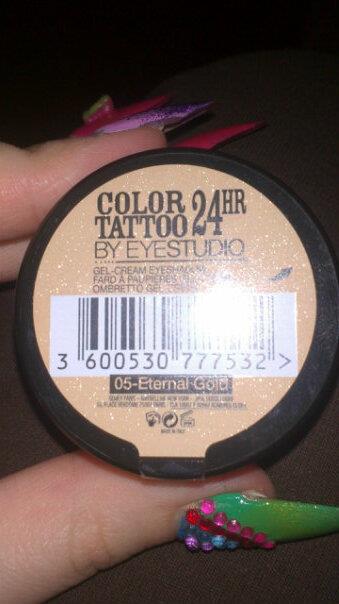 COLOR
TATTOO 24HR
BY EYESTUDIO
GEL-CREAM EYESHADOW
FARD À PAUPIÈRES
OMBRETTO GEL
3 600530 777532 >
05-Eternal Gold
MADE IN ITALY